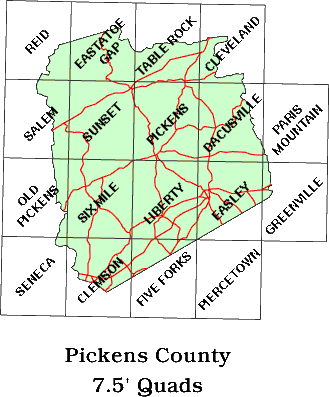 REID
EASTATOE
GAP
TABLE ROCK
CLEVELAND
SALEM
SUNSET
PICKENS
DACUSVILLE
PARIS
MOUNTAIN
OLD
PICKENS
SIX MILE
LIBERTY
EASLEY
GREENVILLE
SENECA
CLEMSON
FIVE FORKS
PIERCETOWN
Pickens County
7.5' Quads